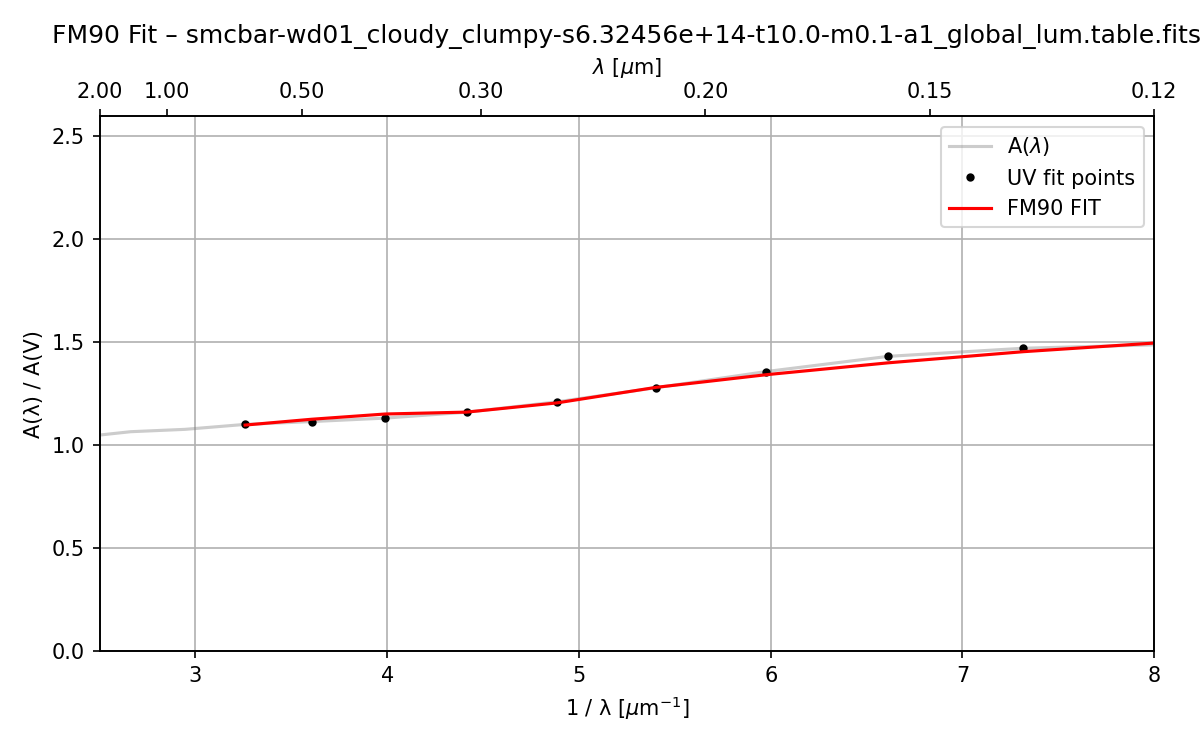 FM90 Fit – smcbar-wd01_cloudy_clumpy-s6.32456e+14-t10.0-m0.1-a1_global_lum.table.fits
λ [μm]
2.00 1.00 0.50 0.30 0.20 0.15 0.12
A(λ)
UV fit points
FM90 FIT
A(λ) / A(V)
2.5
2.0
1.5
1.0
0.5
0.0
3 4 5 6 7 8
1 / λ [μm⁻¹]